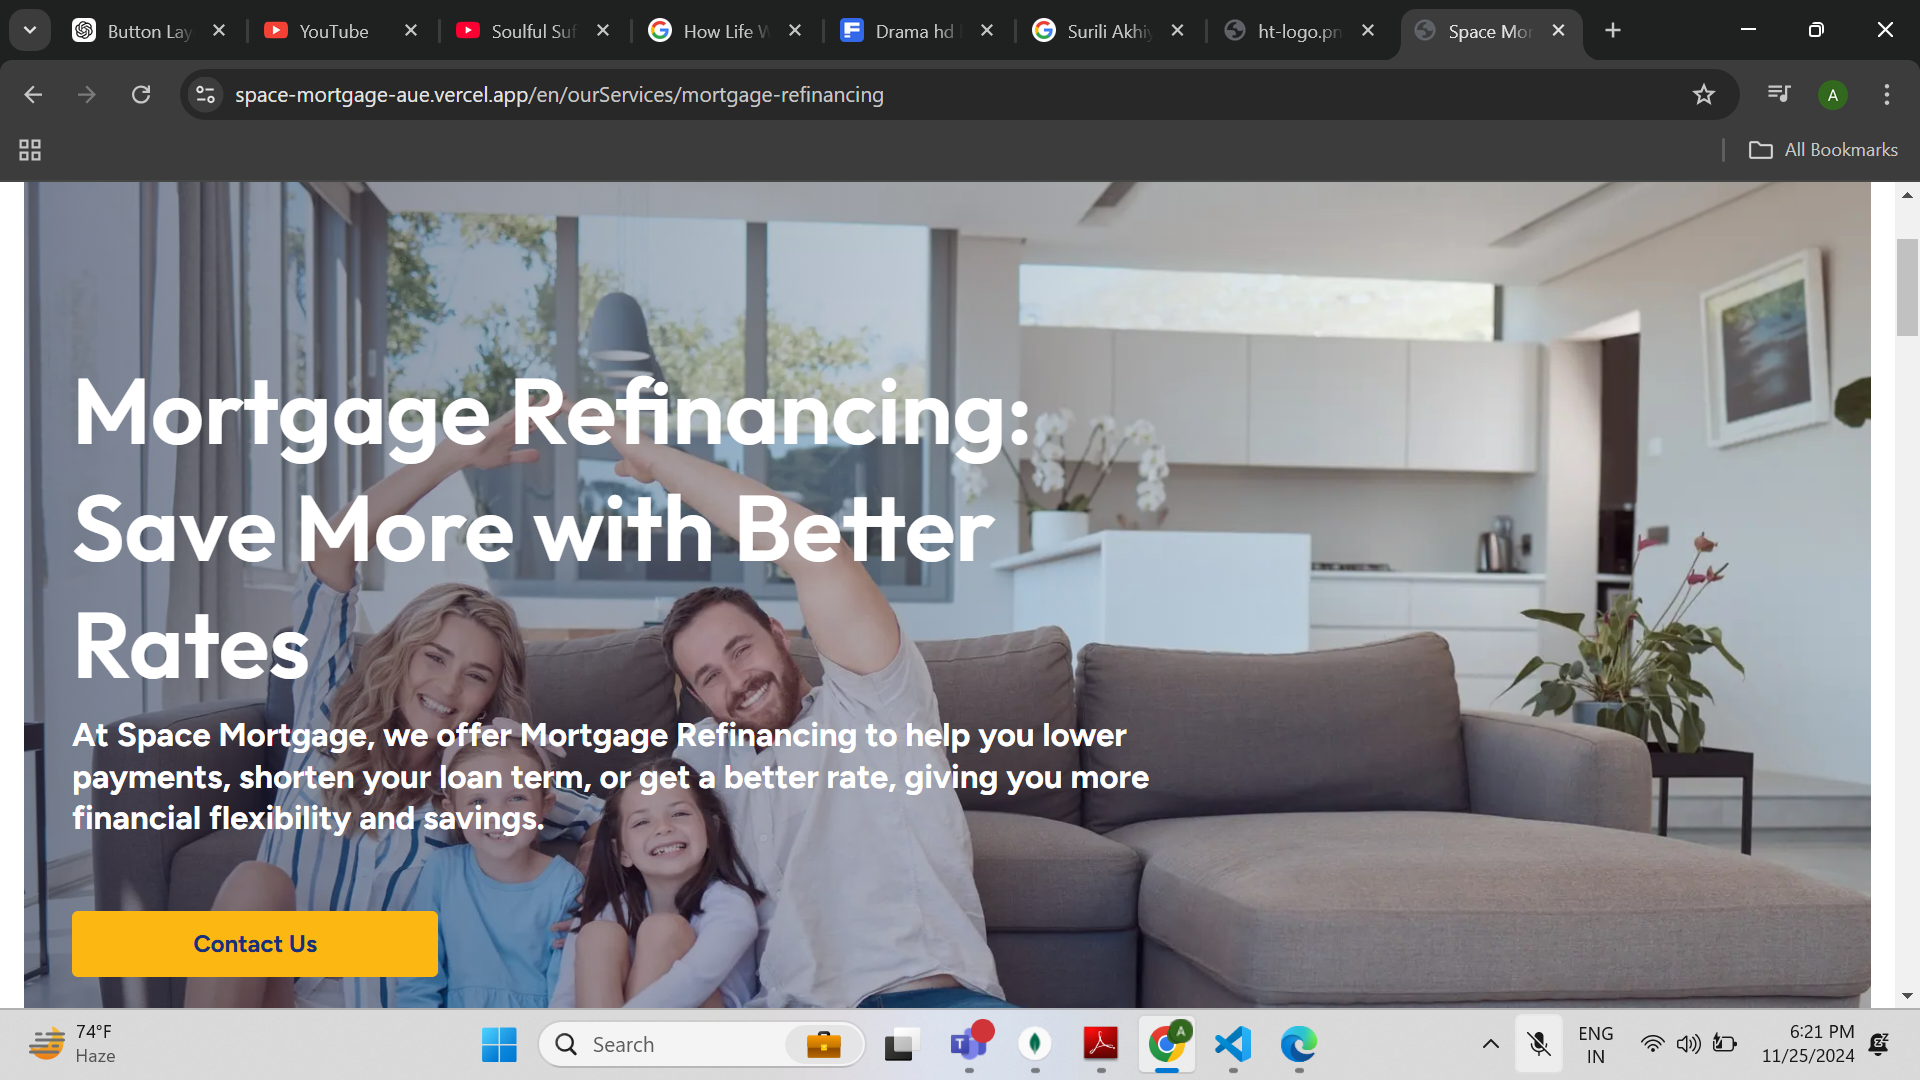 Button Lay
YouTube
Soulful Suf
How Life W
Drama hd
Surili Akhiy
ht-logo.pn
Space Mor
space-mortgage-aue.vercel.app/en/ourServices/mortgage-refinancing
A
All Bookmarks
Mortgage Refinancing:
Save More with Better
Rates
At Space Mortgage, we offer Mortgage Refinancing to help you lower
payments, shorten your loan term, or get a better rate, giving you more
financial flexibility and savings.
Contact Us
74°F
Haze
Search
A
ENG
IN
6:21 PM
11/25/2024